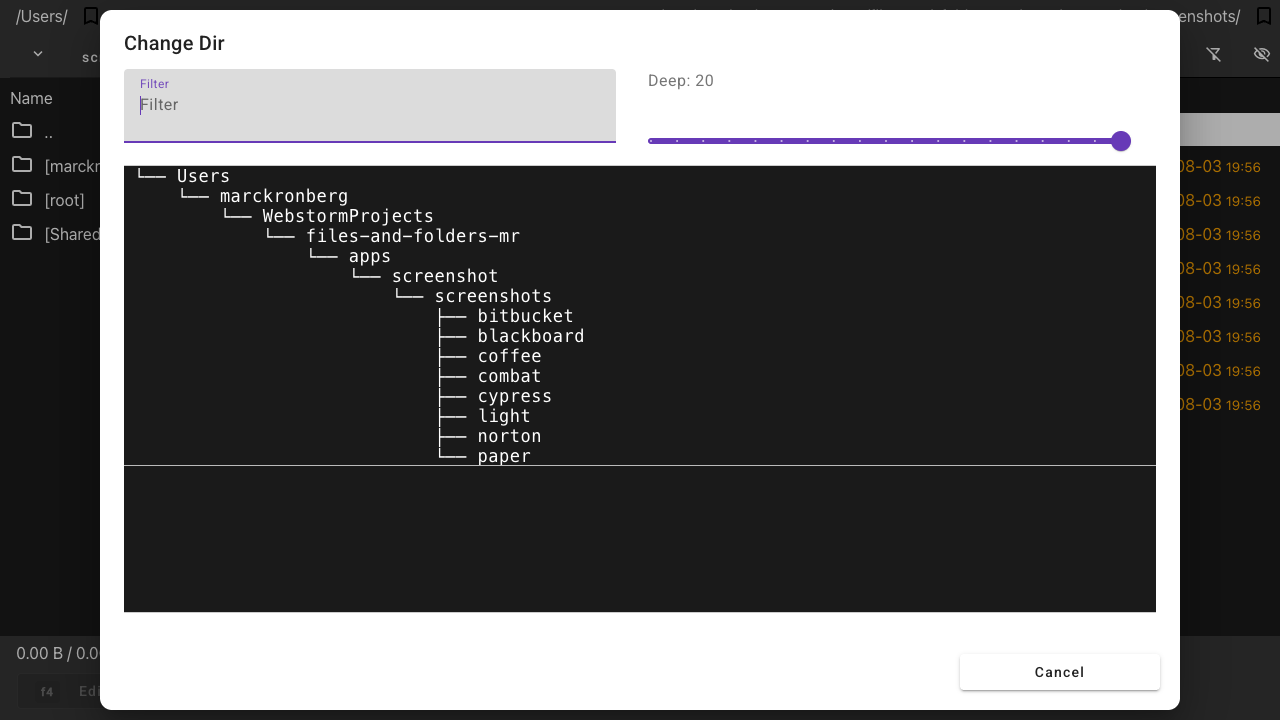 /Users/
enshots/
sc
Change Dir
Filter
Filter
Deep: 20
Name
..
[marckr
[root]
[Shared
└── Users
└── marckronberg
└── WebstormProjects
└── files-and-folders-mr
└── apps
└── screenshot
└── screenshots
├── bitbucket
├── blackboard
├── coffee
├── combat
├── cypress
├── light
├── norton
└── paper
08-03 19:56
08-03 19:56
08-03 19:56
08-03 19:56
08-03 19:56
08-03 19:56
08-03 19:56
08-03 19:56
0.00 B / 0.0
f4 Edi
Cancel